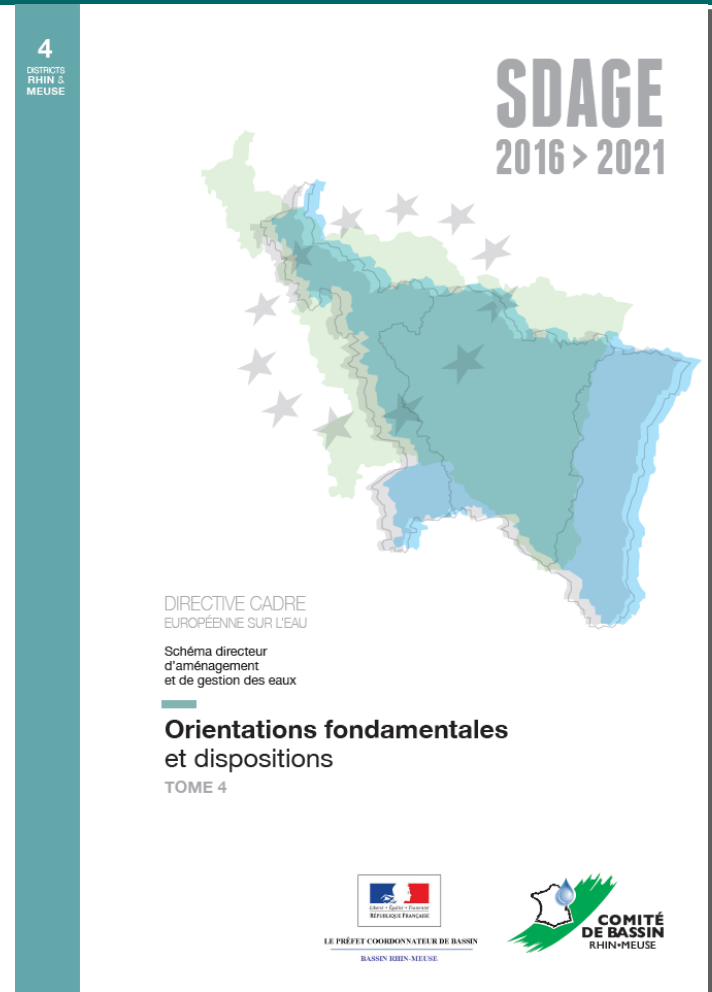 4
DISTRICTS
RHIN &
MEUSE
SDAGE
2016 > 2021
DIRECTIVE CADRE
EUROPÉENNE SUR L'EAU
Schéma directeur
d'aménagement
et de gestion des eaux
Orientations fondamentales
et dispositions
TOME 4
Liberté • Égalité • Fraternité
RÉPUBLIQUE FRANÇAISE
LE PRÉFET COORDONNATEUR DE BASSIN
BASSIN RHIN-MEUSE
COMITÉ
DE BASSIN
RHIN•MEUSE